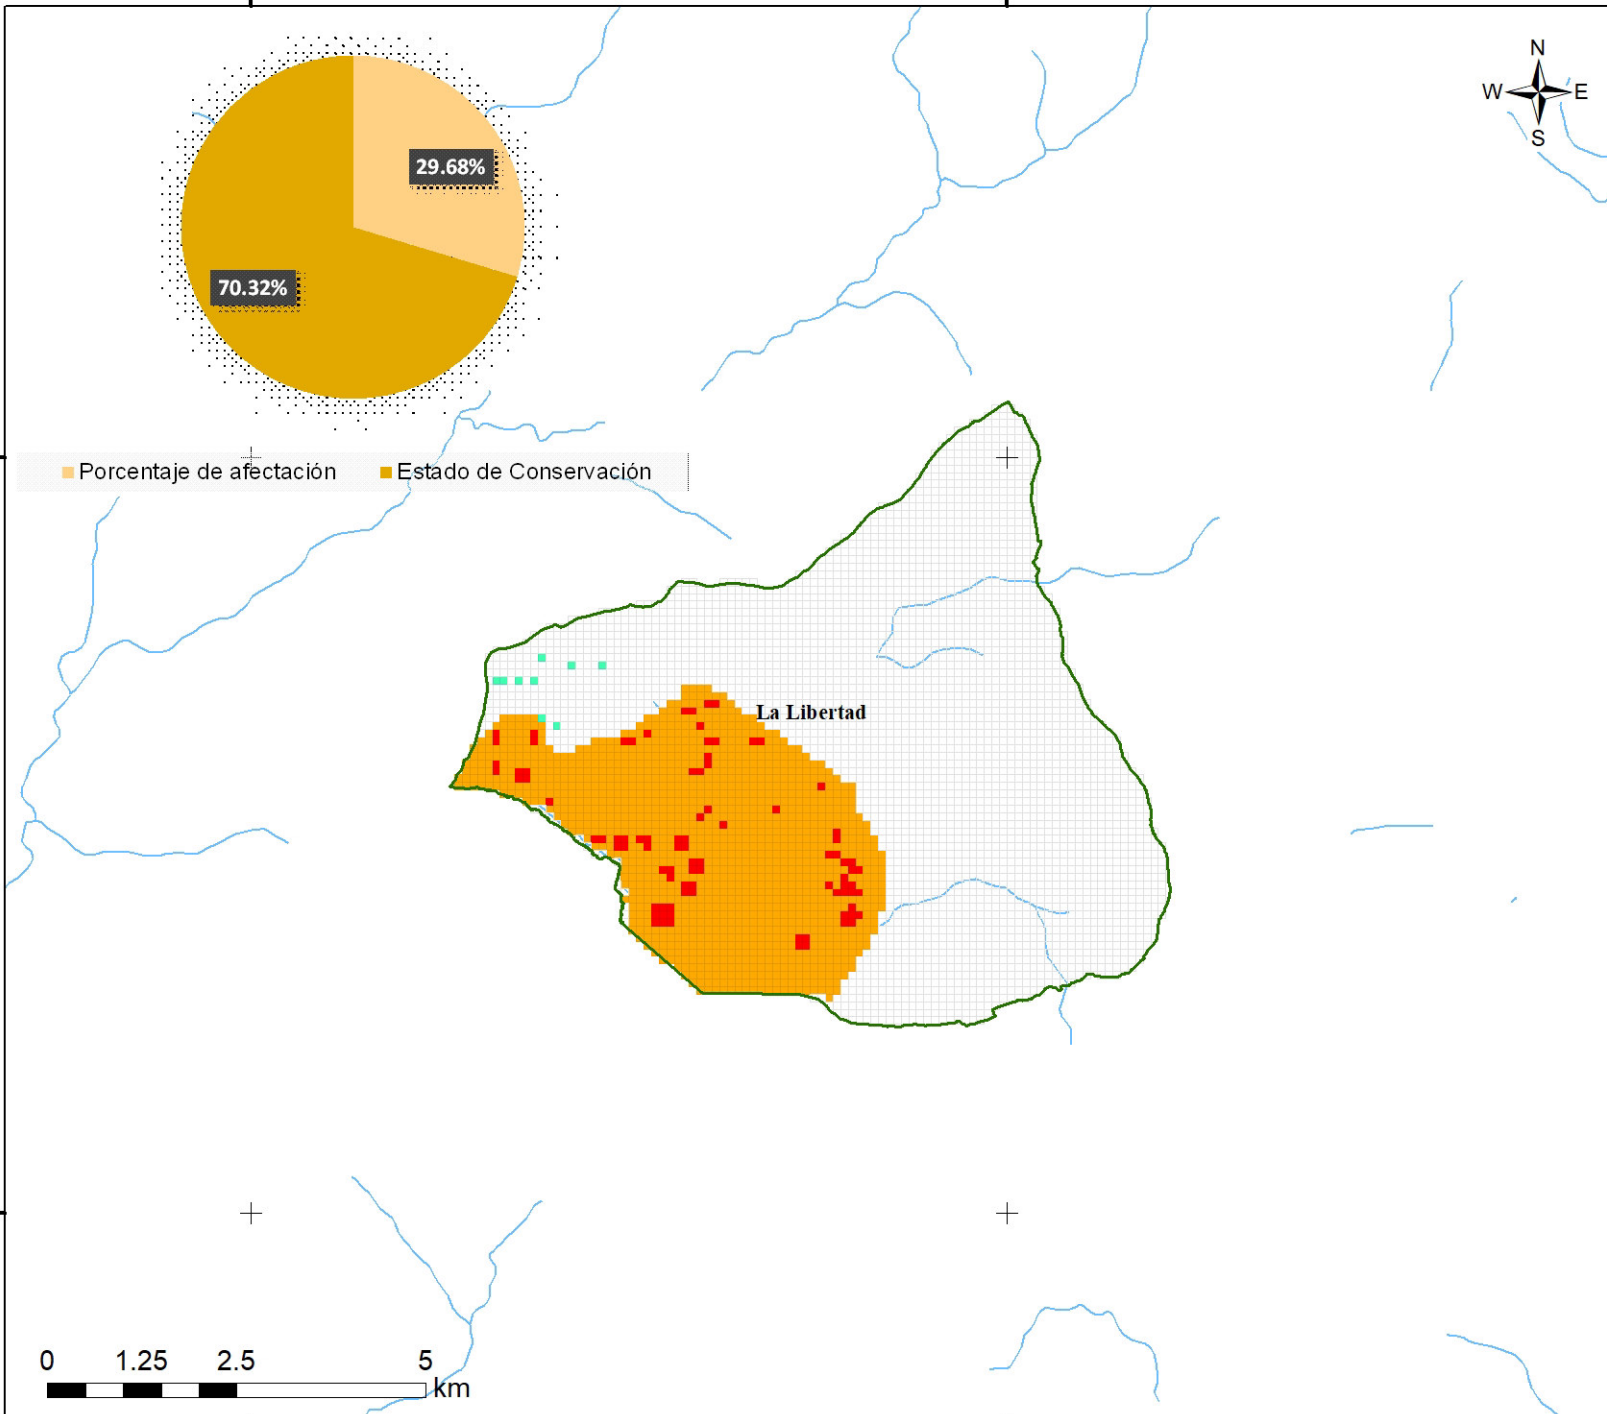 N
W E
S
29.68%
70.32%
Porcentaje de afectación Estado de Conservación
La Libertad
0 1.25 2.5 5
km